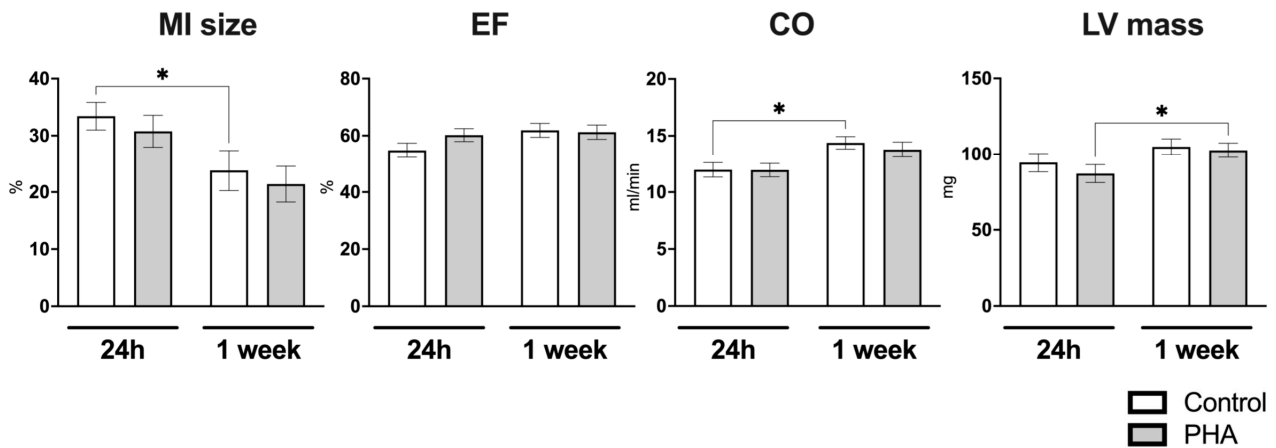 MI size
EF
CO
LV mass
*
*
*
40
30
20
10
0
%
80
60
40
20
0
%
20
15
10
5
0
ml/min
150
100
50
0
mg
24h
1 week
24h
1 week
24h
1 week
24h
1 week
Control
PHA